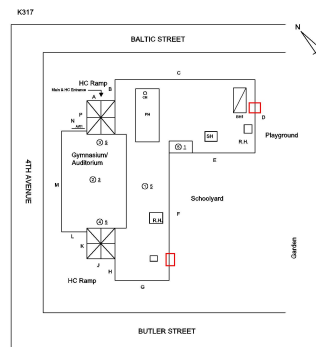 K317
N
BALTIC STREET
HC Ramp
Main & HC Entrance
A
B
C
P
N
D
R.H.
SH
Playground
Gymnasium/
Auditorium
E
M
4TH AVENUE
F
Schoolyard
R.H.
L
K
J
H
HC Ramp
G
Garden
BUTLER STREET